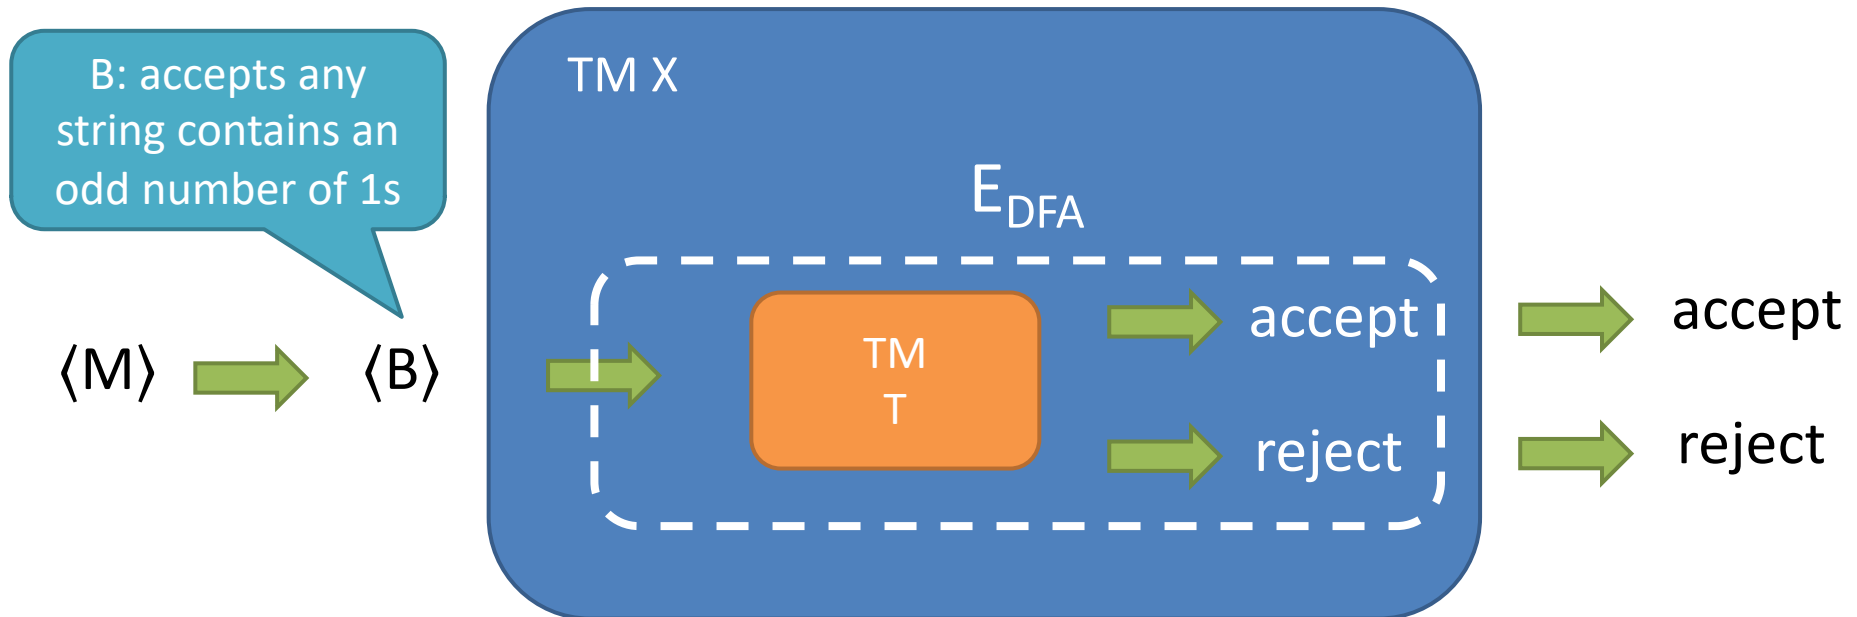 B: accepts any
string contains an
odd number of 1s
TM X
E_DFA
⟨M⟩
⟨B⟩
TM
T
accept
reject
accept
reject